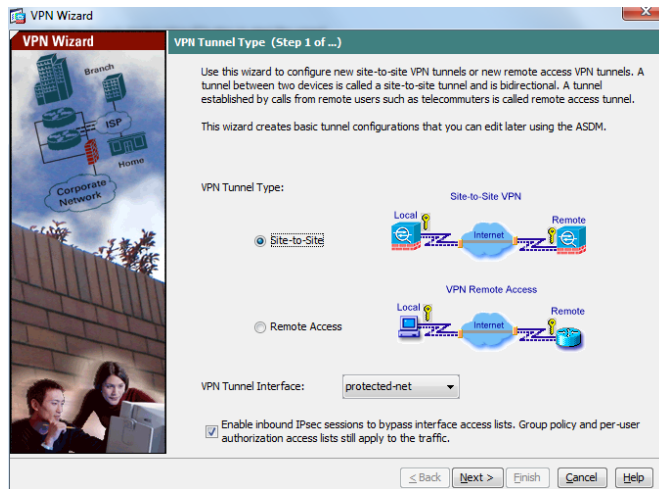 VPN Wizard
VPN Wizard
VPN Tunnel Type (Step 1 of ...)
Branch
ISP
Home
Corporate
Network
Use this wizard to configure new site-to-site VPN tunnels or new remote access VPN tunnels. A
tunnel between two devices is called a site-to-site tunnel and is bidirectional. A tunnel
established by calls from remote users such as telecommuters is called remote access tunnel.
This wizard creates basic tunnel configurations that you can edit later using the ASDM.
VPN Tunnel Type:
Site-to-Site VPN
Local
Remote
Internet
Site-to-Site
VPN Remote Access
Local
Remote
Internet
Remote Access
VPN Tunnel Interface:
protected-net
Enable inbound IPsec sessions to bypass interface access lists. Group policy and per-user
authorization access lists still apply to the traffic.
< Back
Next >
Finish
Cancel
Help